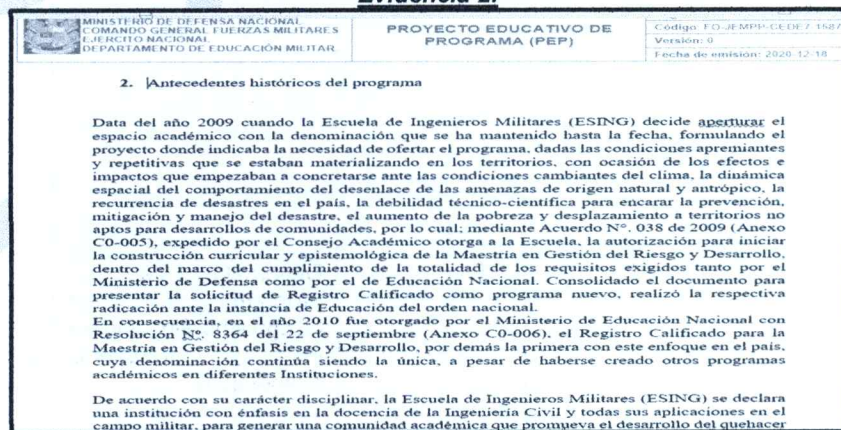 Evidencia 2.
MINISTERIO DE DEFENSA NACIONAL
COMANDO GENERAL FUERZAS MILITARES
EJERCITO NACIONAL
DEPARTAMENTO DE EDUCACIÓN MILITAR
PROYECTO EDUCATIVO DE
PROGRAMA (PEP)
Código: FO-JEMPP-CEDE7-1587
Versión: 0
Fecha de emisión: 2020-12-18
2. Antecedentes históricos del programa
Data del año 2009 cuando la Escuela de Ingenieros Militares (ESING) decide aperturar el
espacio académico con la denominación que se ha mantenido hasta la fecha, formulando el
proyecto donde indicaba la necesidad de ofertar el programa, dadas las condiciones apremiantes
y repetitivas que se estaban materializando en los territorios, con ocasión de los efectos e
impactos que empezaban a concretarse ante las condiciones cambiantes del clima, la dinámica
espacial del comportamiento del desenlace de las amenazas de origen natural y antrópico, la
recurrencia de desastres en el país, la debilidad técnico-científica para encarar la prevención,
mitigación y manejo del desastre, el aumento de la pobreza y desplazamiento a territorios no
aptos para desarrollos de comunidades, por lo cual; mediante Acuerdo N°. 038 de 2009 (Anexo
C0-005), expedido por el Consejo Académico otorga a la Escuela, la autorización para iniciar
la construcción curricular y epistemológica de la Maestría en Gestión del Riesgo y Desarrollo,
dentro del marco del cumplimiento de la totalidad de los requisitos exigidos tanto por el
Ministerio de Defensa como por el de Educación Nacional. Consolidado el documento para
presentar la solicitud de Registro Calificado como programa nuevo, realizó la respectiva
radicación ante la instancia de Educación del orden nacional.
En consecuencia, en el año 2010 fue otorgado por el Ministerio de Educación Nacional con
Resolución N°. 8364 del 22 de septiembre (Anexo C0-006), el Registro Calificado para la
Maestría en Gestión del Riesgo y Desarrollo, por demás la primera con este enfoque en el país,
cuya denominación continúa siendo la única, a pesar de haberse creado otros programas
académicos en diferentes Instituciones.
De acuerdo con su carácter disciplinar, la Escuela de Ingenieros Militares (ESING) se declara
una institución con énfasis en la docencia de la Ingeniería Civil y todas sus aplicaciones en el
campo militar, para generar una comunidad académica que promueva el desarrollo del quehacer